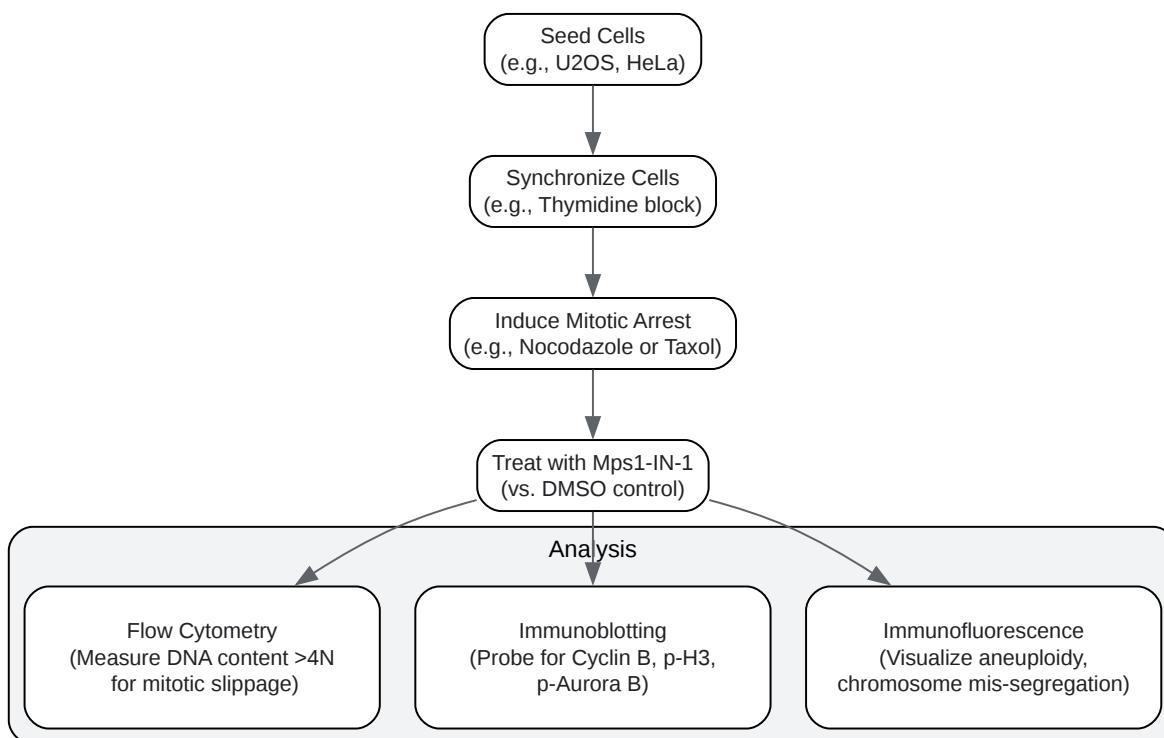 Seed Cells
(e.g., U2OS, HeLa)
Synchronize Cells
(e.g., Thymidine block)
Induce Mitotic Arrest
(e.g., Nocodazole or Taxol)
Treat with Mps1-IN-1
(vs. DMSO control)
Analysis
Flow Cytometry
(Measure DNA content >4N
for mitotic slippage)
Immunoblotting
(Probe for Cyclin B, p-H3,
p-Aurora B)
Immunofluorescence
(Visualize aneuploidy,
chromosome mis-segregation)